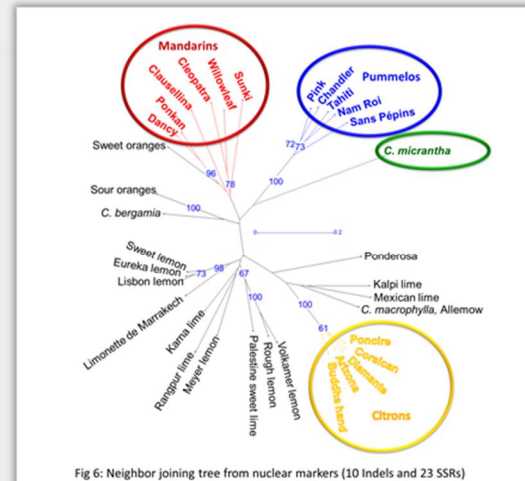 Mandarins
Dancy
Ponkan
Clausellina
Cleopatra
Willowleaf
Sunki
Pink
Chandler
Tahiti
Nam Roi
Sans Pépins
Pummelos
C. micrantha
Sweet oranges
96
78
72
73
100
Sour oranges
100
C. bergamia
0
0.2
Sweet lemon
Eureka lemon
Lisbon lemon
73
98
67
Limonette de Marrakech
Karna lime
Rangpur lime
Meyer lemon
100
Palestine sweet lime
Rough lemon
Volkamer lemon
Ponderosa
Kalpi lime
Mexican lime
C. macrophylla, Allemow
100
61
Poncire
Corsican
Diamante
Arizona
Buddha hand
Citrons
Fig 6: Neighbor joining tree from nuclear markers (10 Indels and 23 SSRs)